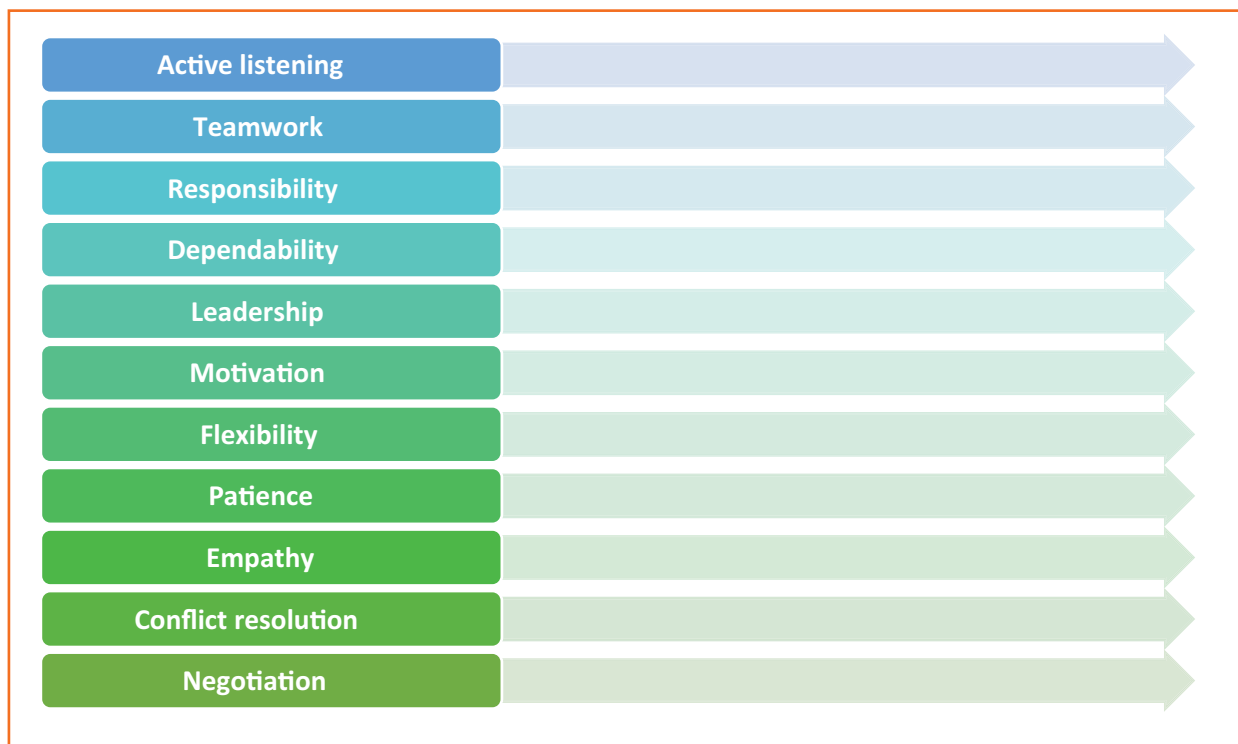 Active listening
Teamwork
Responsibility
Dependability
Leadership
Motivation
Flexibility
Patience
Empathy
Conflict resolution
Negotiation